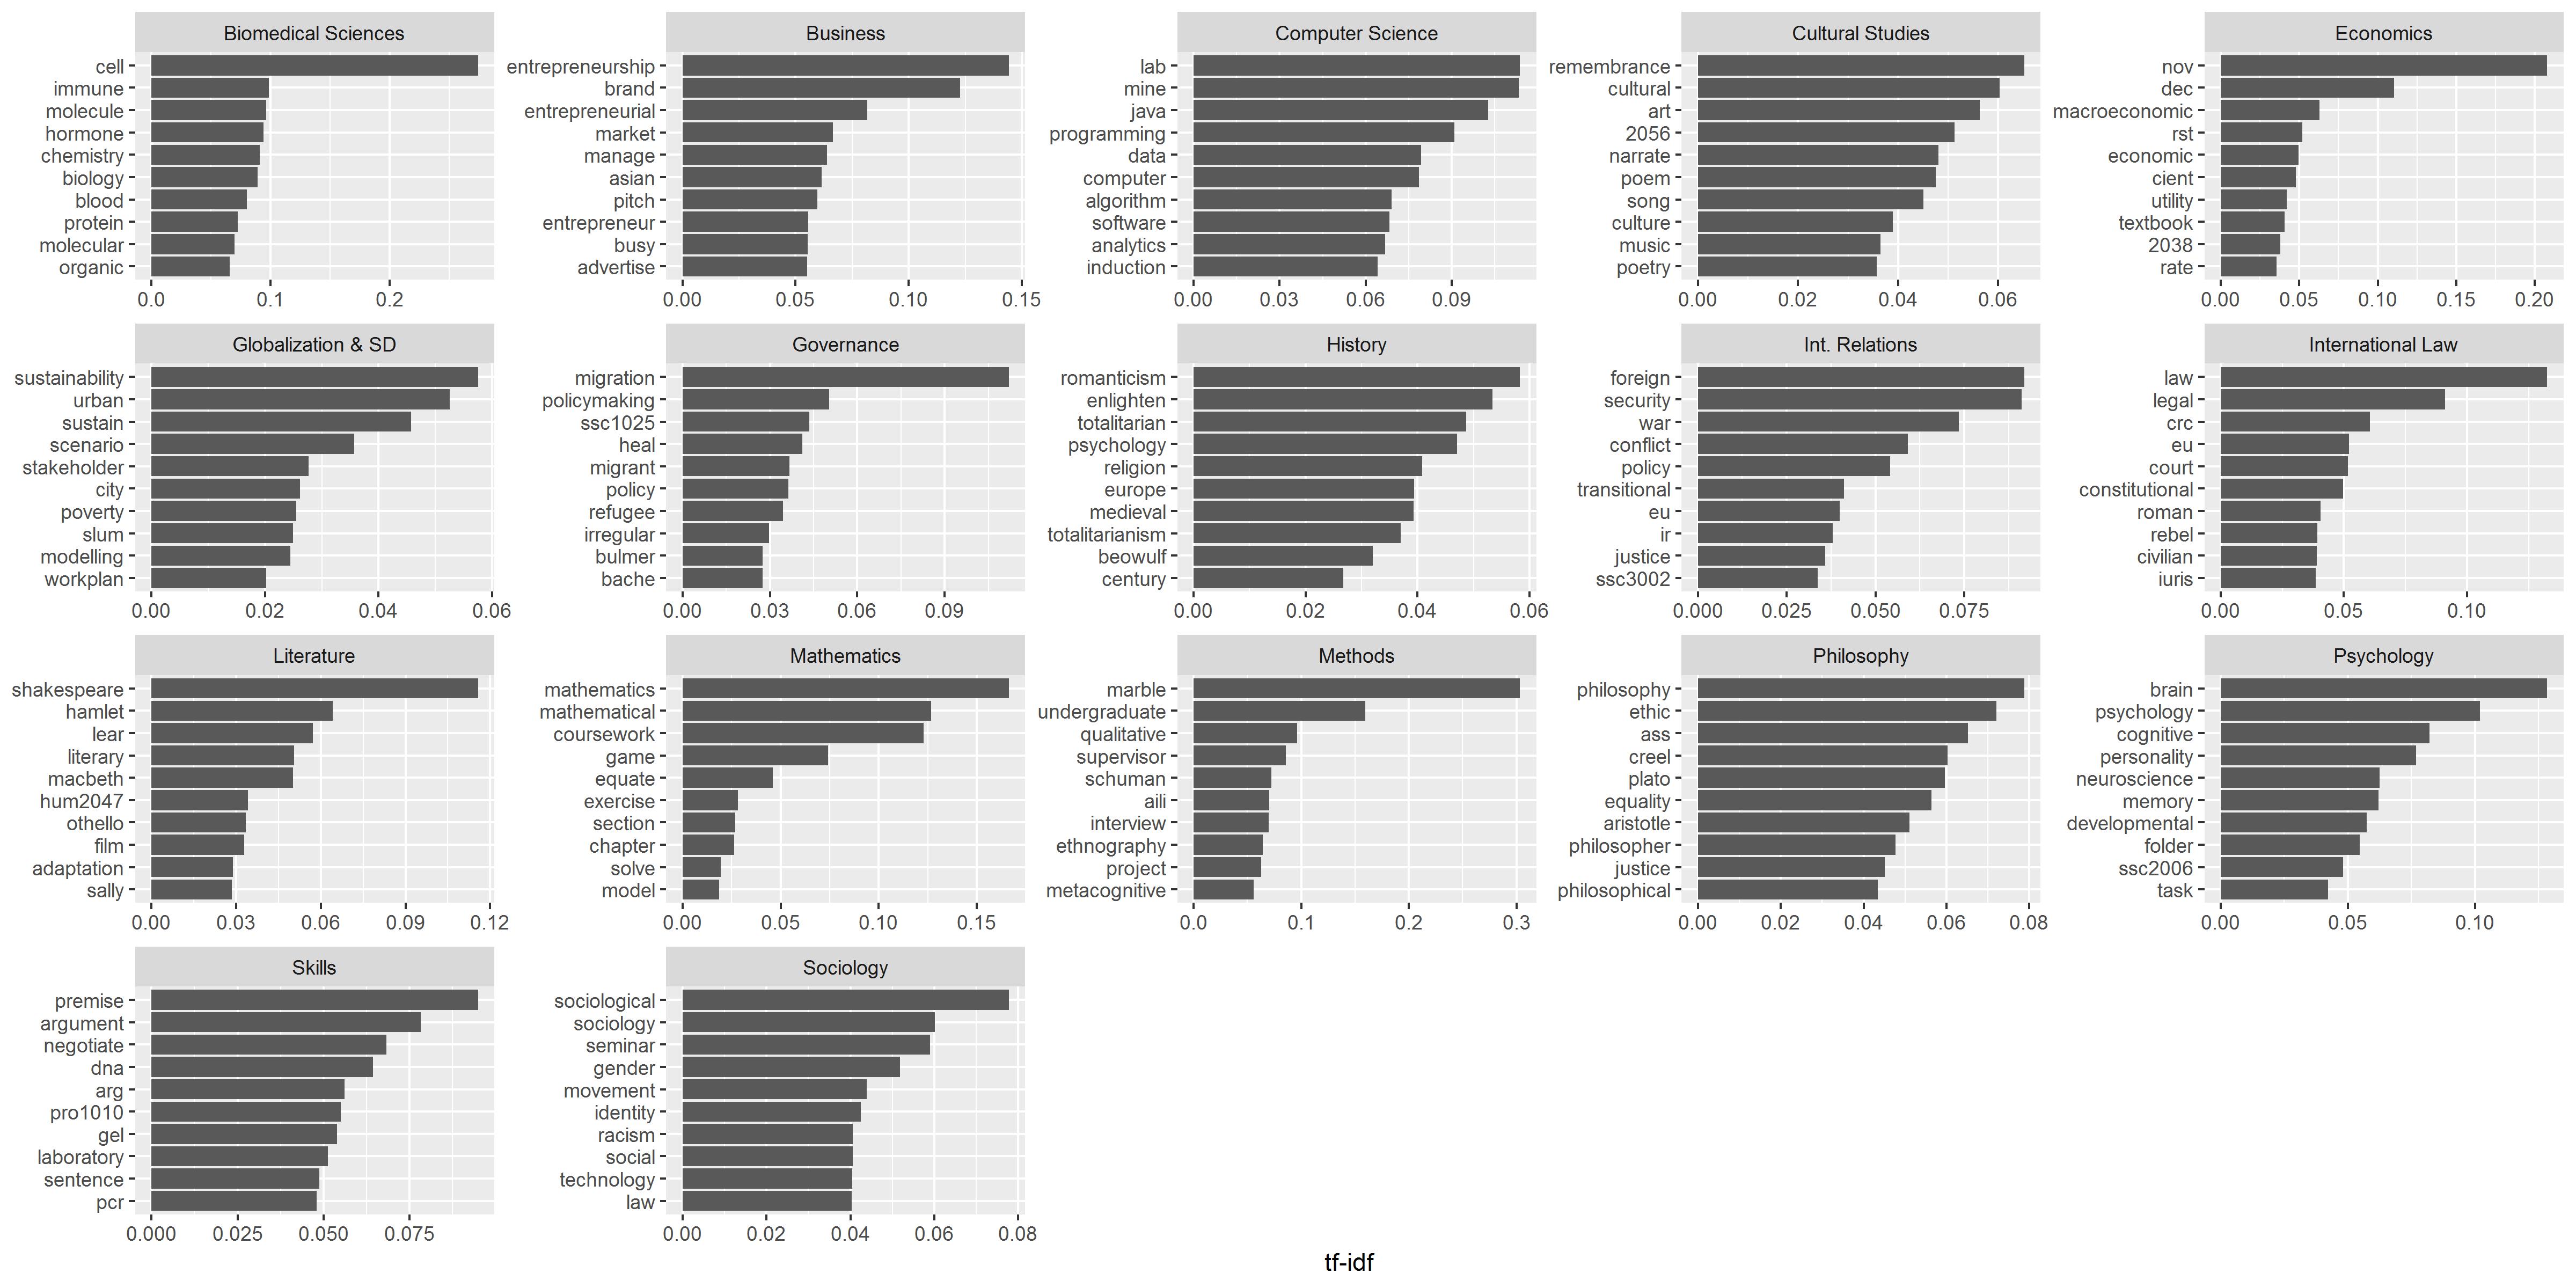 Biomedical Sciences
cell
immune
molecule
hormone
chemistry
biology
blood
protein
molecular
organic
0.0 0.1 0.2
Business
entrepreneurship
brand
entrepreneurial
market
manage
asian
pitch
entrepreneur
busy
advertise
0.00 0.05 0.10 0.15
Computer Science
lab
mine
java
programming
data
computer
algorithm
software
analytics
induction
0.00 0.03 0.06 0.09
Cultural Studies
remembrance
cultural
art
2056
narrate
poem
song
culture
music
poetry
0.00 0.02 0.04 0.06
Economics
nov
dec
macroeconomic
rst
economic
cient
utility
textbook
2038
rate
0.00 0.05 0.10 0.15 0.20
Globalization & SD
sustainability
urban
sustain
scenario
stakeholder
city
poverty
slum
modelling
workplan
0.00 0.02 0.04 0.06
Governance
migration
policymaking
ssc1025
heal
migrant
policy
refugee
irregular
bulmer
bache
0.00 0.03 0.06 0.09
History
romanticism
enlighten
totalitarian
psychology
religion
europe
medieval
totalitarianism
beowulf
century
0.00 0.02 0.04 0.06
Int. Relations
foreign
security
war
conflict
policy
transitional
eu
ir
justice
ssc3002
0.000 0.025 0.050 0.075
International Law
law
legal
crc
eu
court
constitutional
roman
rebel
civilian
iuris
0.00 0.05 0.10
Literature
shakespeare
hamlet
lear
literary
macbeth
hum2047
othello
film
adaptation
sally
0.00 0.03 0.06 0.09 0.12
Mathematics
mathematics
mathematical
coursework
game
equate
exercise
section
chapter
solve
model
0.00 0.05 0.10 0.15
Methods
marble
undergraduate
qualitative
supervisor
schuman
aili
interview
ethnography
project
metacognitive
0.0 0.1 0.2 0.3
Philosophy
philosophy
ethic
ass
creel
plato
equality
aristotle
philosopher
justice
philosophical
0.00 0.02 0.04 0.06 0.08
Psychology
brain
psychology
cognitive
personality
neuroscience
memory
developmental
folder
ssc2006
task
0.00 0.05 0.10
Skills
premise
argument
negotiate
dna
arg
pro1010
gel
laboratory
sentence
pcr
0.000 0.025 0.050 0.075
Sociology
sociological
sociology
seminar
gender
movement
identity
racism
social
technology
law
0.00 0.02 0.04 0.06 0.08
tf-idf